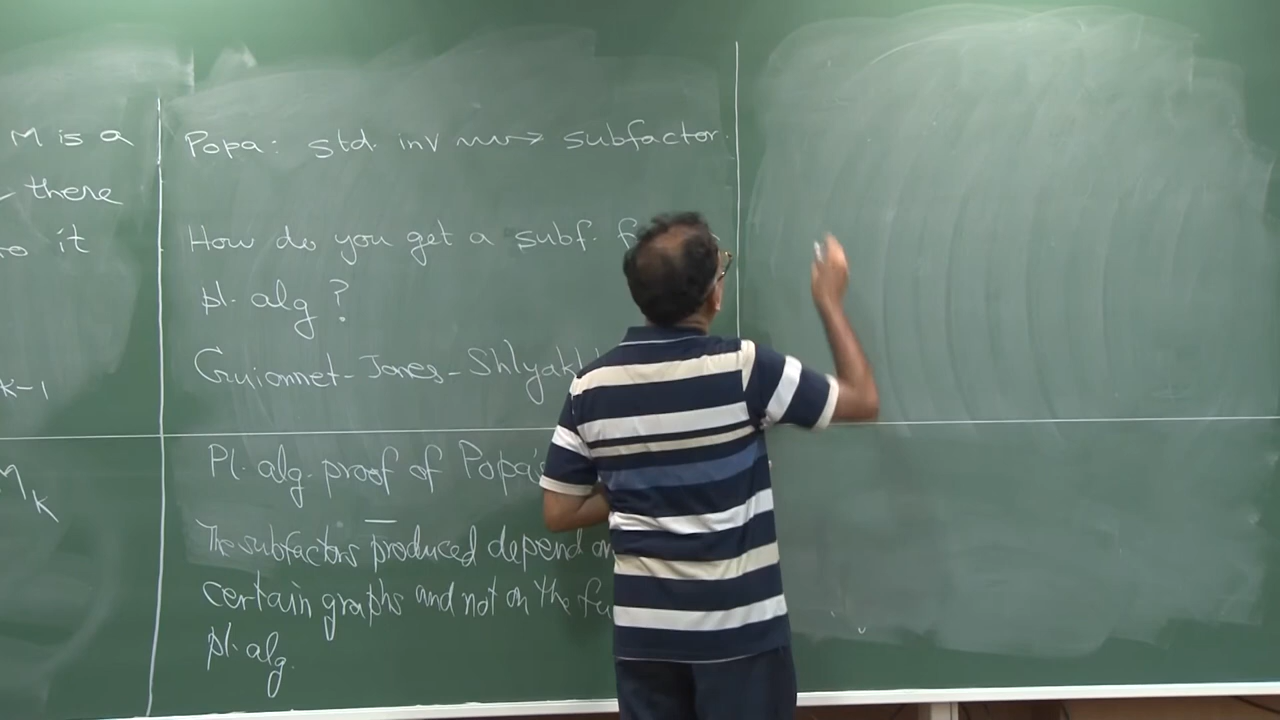 M is a
there
it
k-1
M k
Popa: std. inv ⇝ subfactor.
How do you get a subf.
pl. alg ?
Guionnet-Jones-Shlyakh
Pl. alg. proof of Popa's
The subfactors produced depend on
certain graphs and not on the
pl. alg.